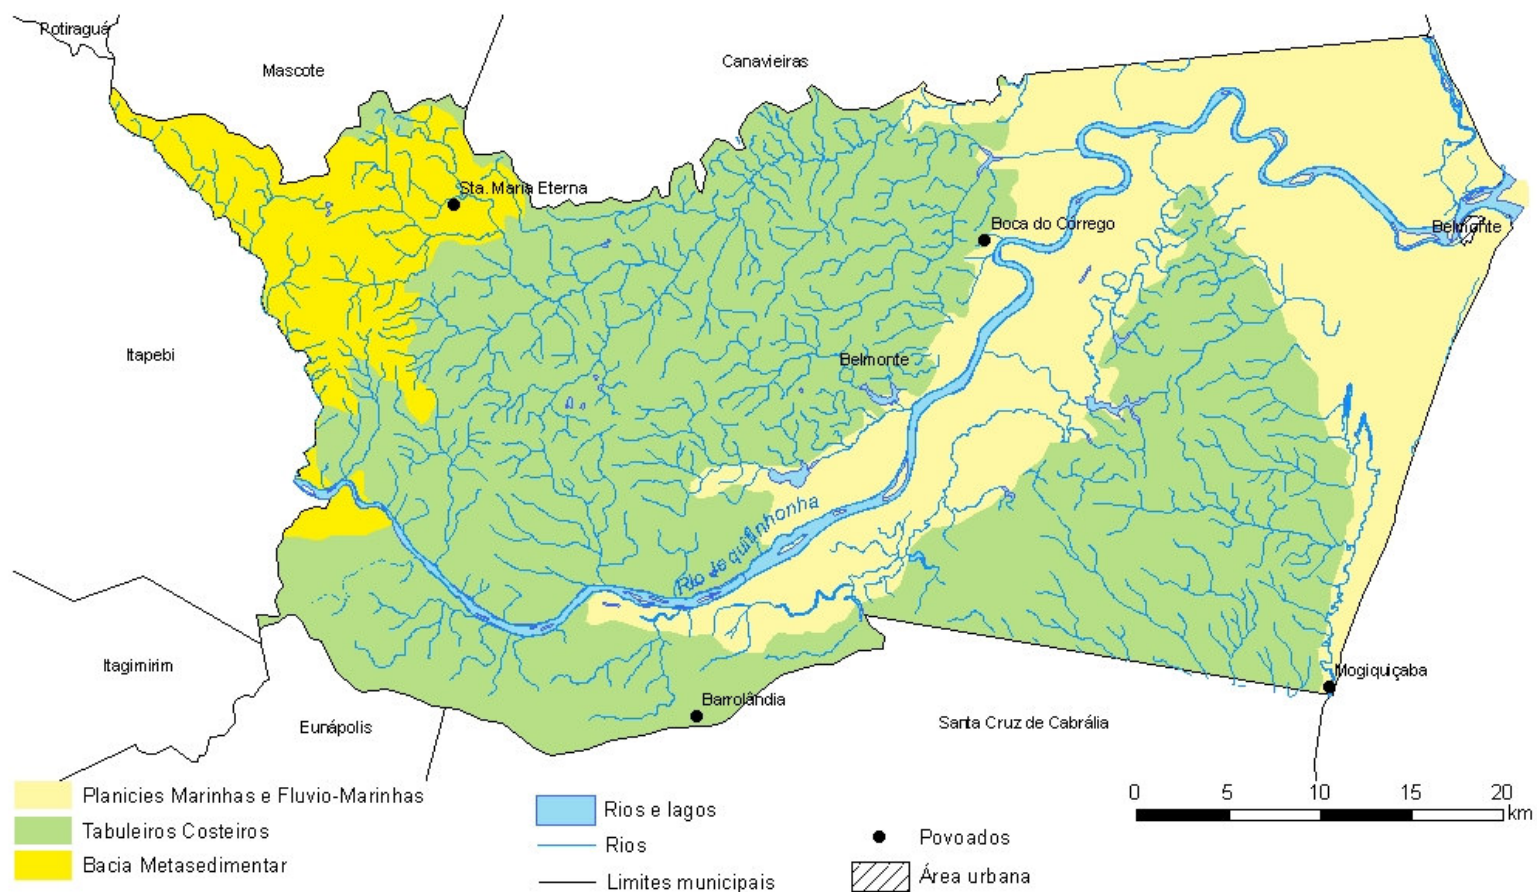 Potiraguá
Mascote
Canavieiras
Sta. Maria Eterna
Boca do Córrego
Belmonte
Itapebi
Belmonte
Rio Jequitinhonha
Itagimirim
Mogiquiçaba
Barrolândia
Eunápolis
Santa Cruz de Cabrália
Planicies Marinhas e Fluvio-Marinhas
Tabuleiros Costeiros
Bacia Metasedimentar
Rios e lagos
Rios
Limites municipais
Povoados
Área urbana
0 5 10 15 20
km